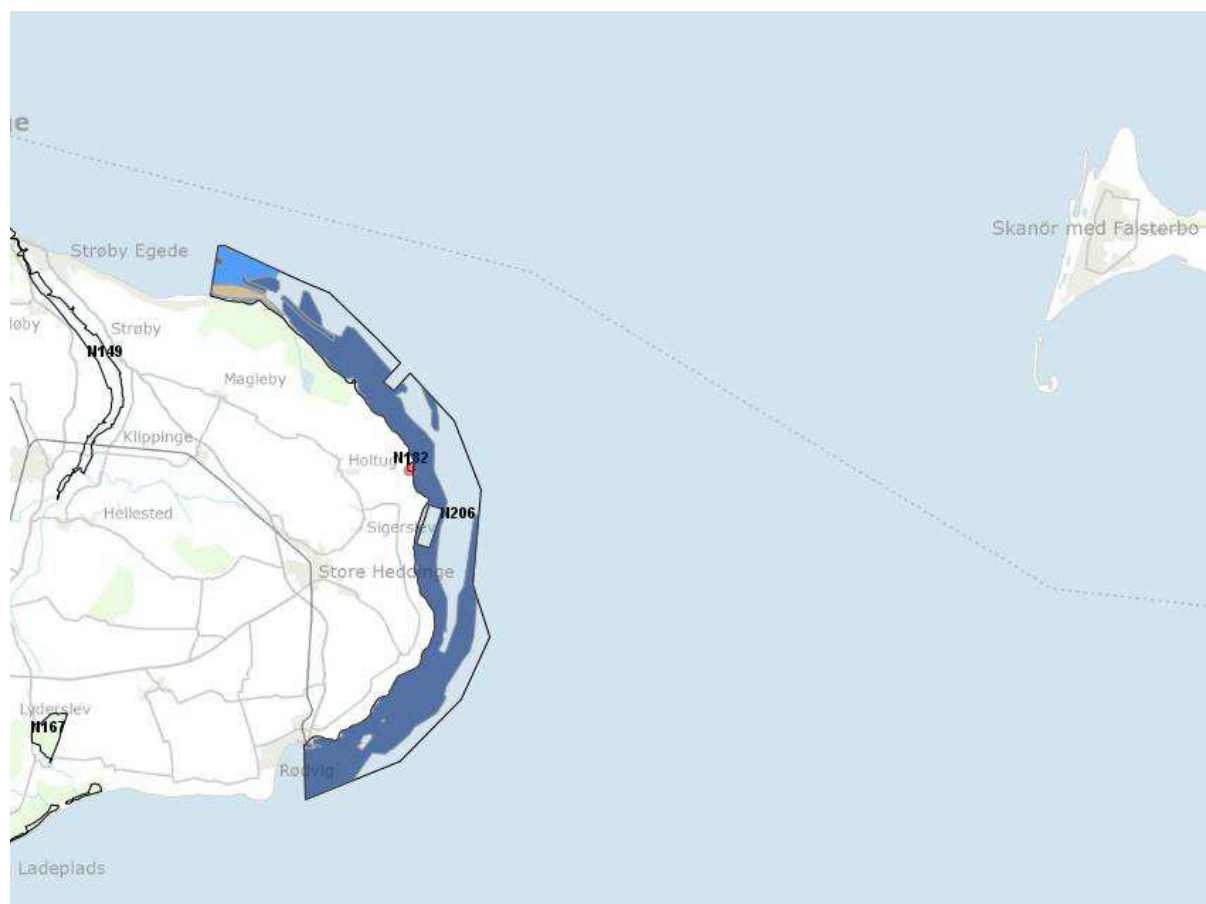 ge
Skanör med Falsterbo
Strøby Egede
Strøby
N149
Magleby
Klippinge
Holtug
N182
Hellested
Sigerslev
N206
Store Heddinge
Lyderslev
N167
Rødvig
Ladeplads